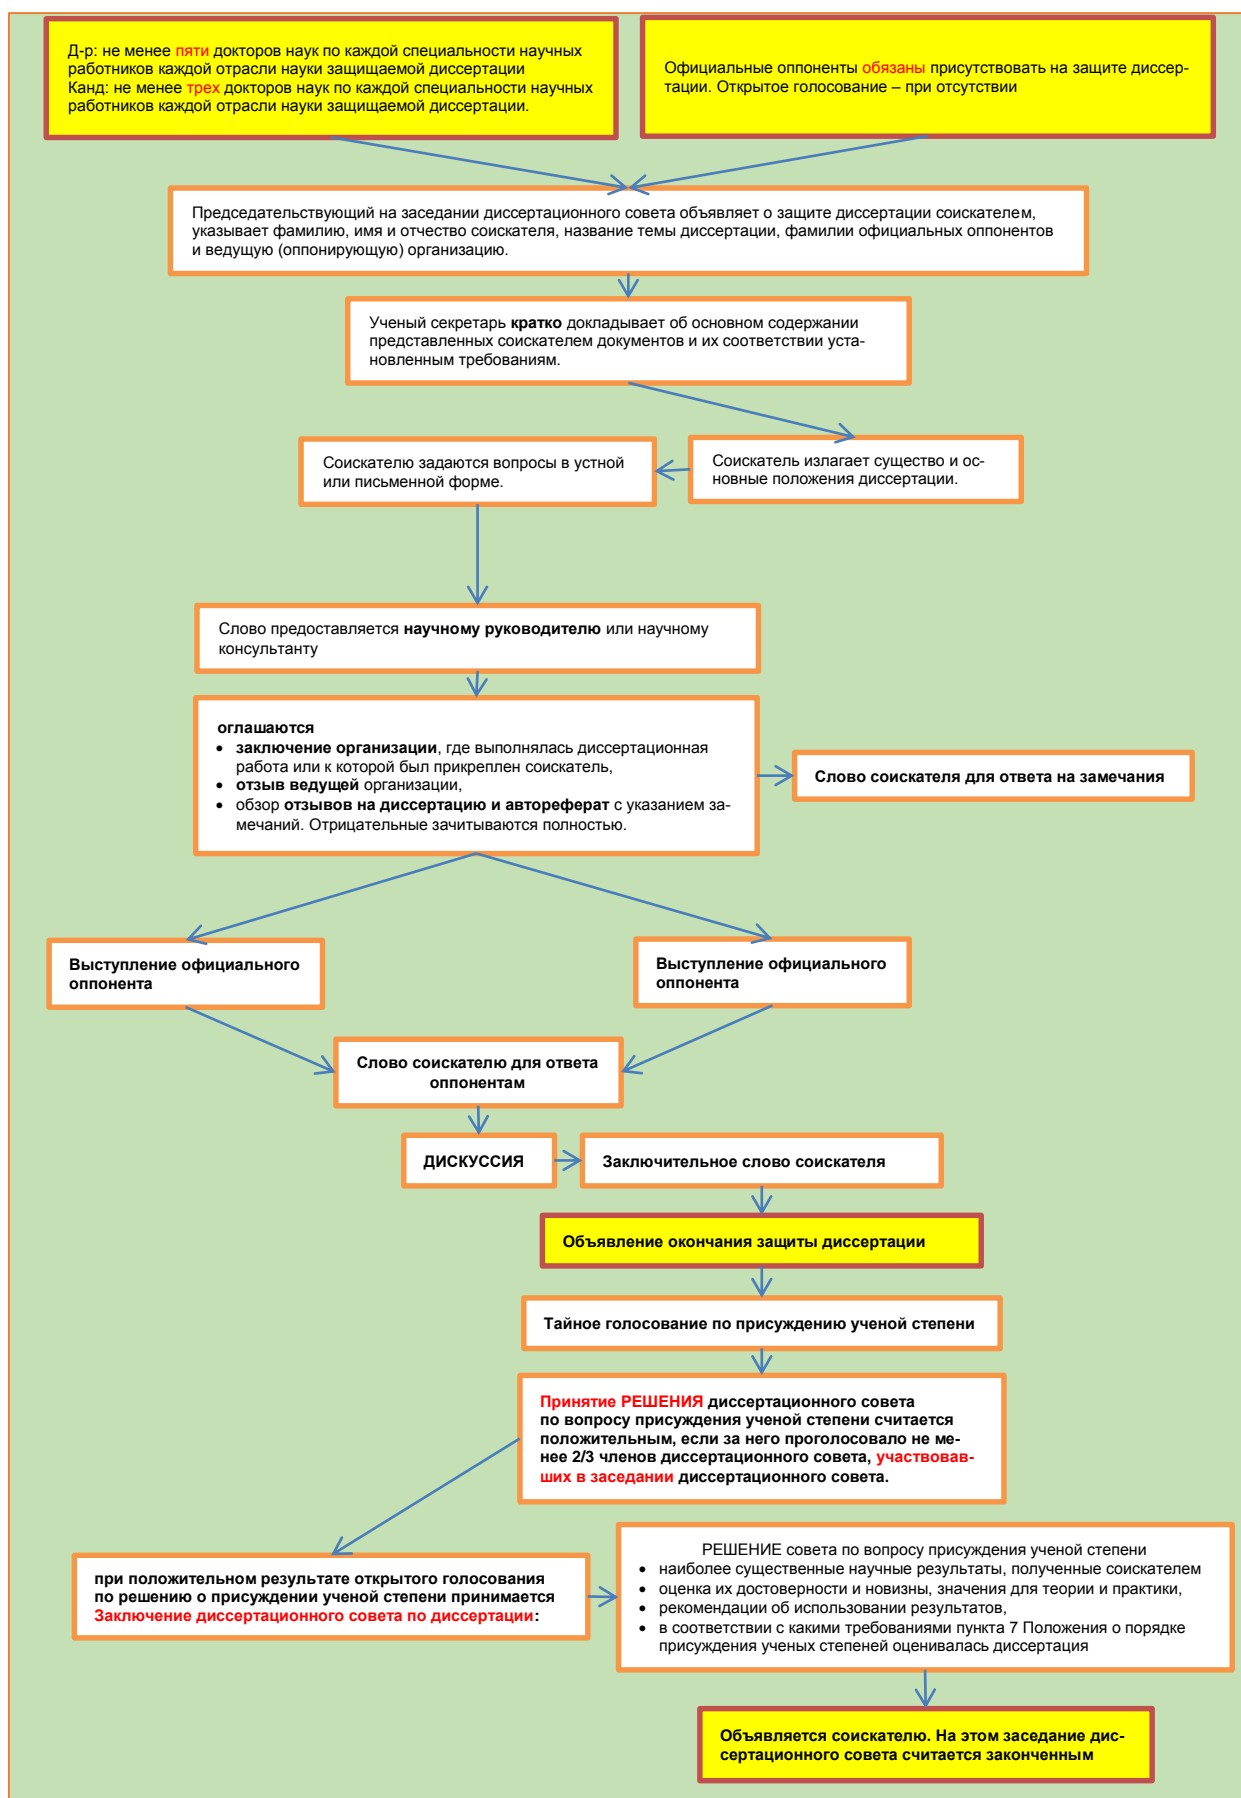 Д-р: не менее пяти докторов наук по каждой специальности научных
работников каждой отрасли науки защищаемой диссертации
Канд: не менее трех докторов наук по каждой специальности научных
работников каждой отрасли науки защищаемой диссертации.
Официальные оппоненты обязаны присутствовать на защите диссер-
тации. Открытое голосование – при отсутствии
Председательствующий на заседании диссертационного совета объявляет о защите диссертации соискателем,
указывает фамилию, имя и отчество соискателя, название темы диссертации, фамилии официальных оппонентов
и ведущую (оппонирующую) организацию.
Ученый секретарь кратко докладывает об основном содержании
представленных соискателем документов и их соответствии уста-
новленным требованиям.
Соискатель излагает существо и ос-
новные положения диссертации.
Соискателю задаются вопросы в устной
или письменной форме.
Слово предоставляется научному руководителю или научному
консультанту
оглашаются
• заключение организации, где выполнялась диссертационная
работа или к которой был прикреплен соискатель,
• отзыв ведущей организации,
• обзор отзывов на диссертацию и автореферат с указанием за-
мечаний. Отрицательные зачитываются полностью.
Слово соискателя для ответа на замечания
Выступление официального
оппонента
Выступление официального
оппонента
Слово соискателю для ответа
оппонентам
ДИСКУССИЯ
Заключительное слово соискателя
Объявление окончания защиты диссертации
Тайное голосование по присуждению ученой степени
Принятие РЕШЕНИЯ диссертационного совета
по вопросу присуждения ученой степени считается
положительным, если за него проголосовало не ме-
нее 2/3 членов диссертационного совета, участвовав-
ших в заседании диссертационного совета.
при положительном результате открытого голосования
по решению о присуждении ученой степени принимается
Заключение диссертационного совета по диссертации:
РЕШЕНИЕ совета по вопросу присуждения ученой степени
• наиболее существенные научные результаты, полученные соискателем
• оценка их достоверности и новизны, значения для теории и практики,
• рекомендации об использовании результатов,
• в соответствии с какими требованиями пункта 7 Положения о порядке
присуждения ученых степеней оценивалась диссертация
Объявляется соискателю. На этом заседание дис-
сертационного совета считается законченным